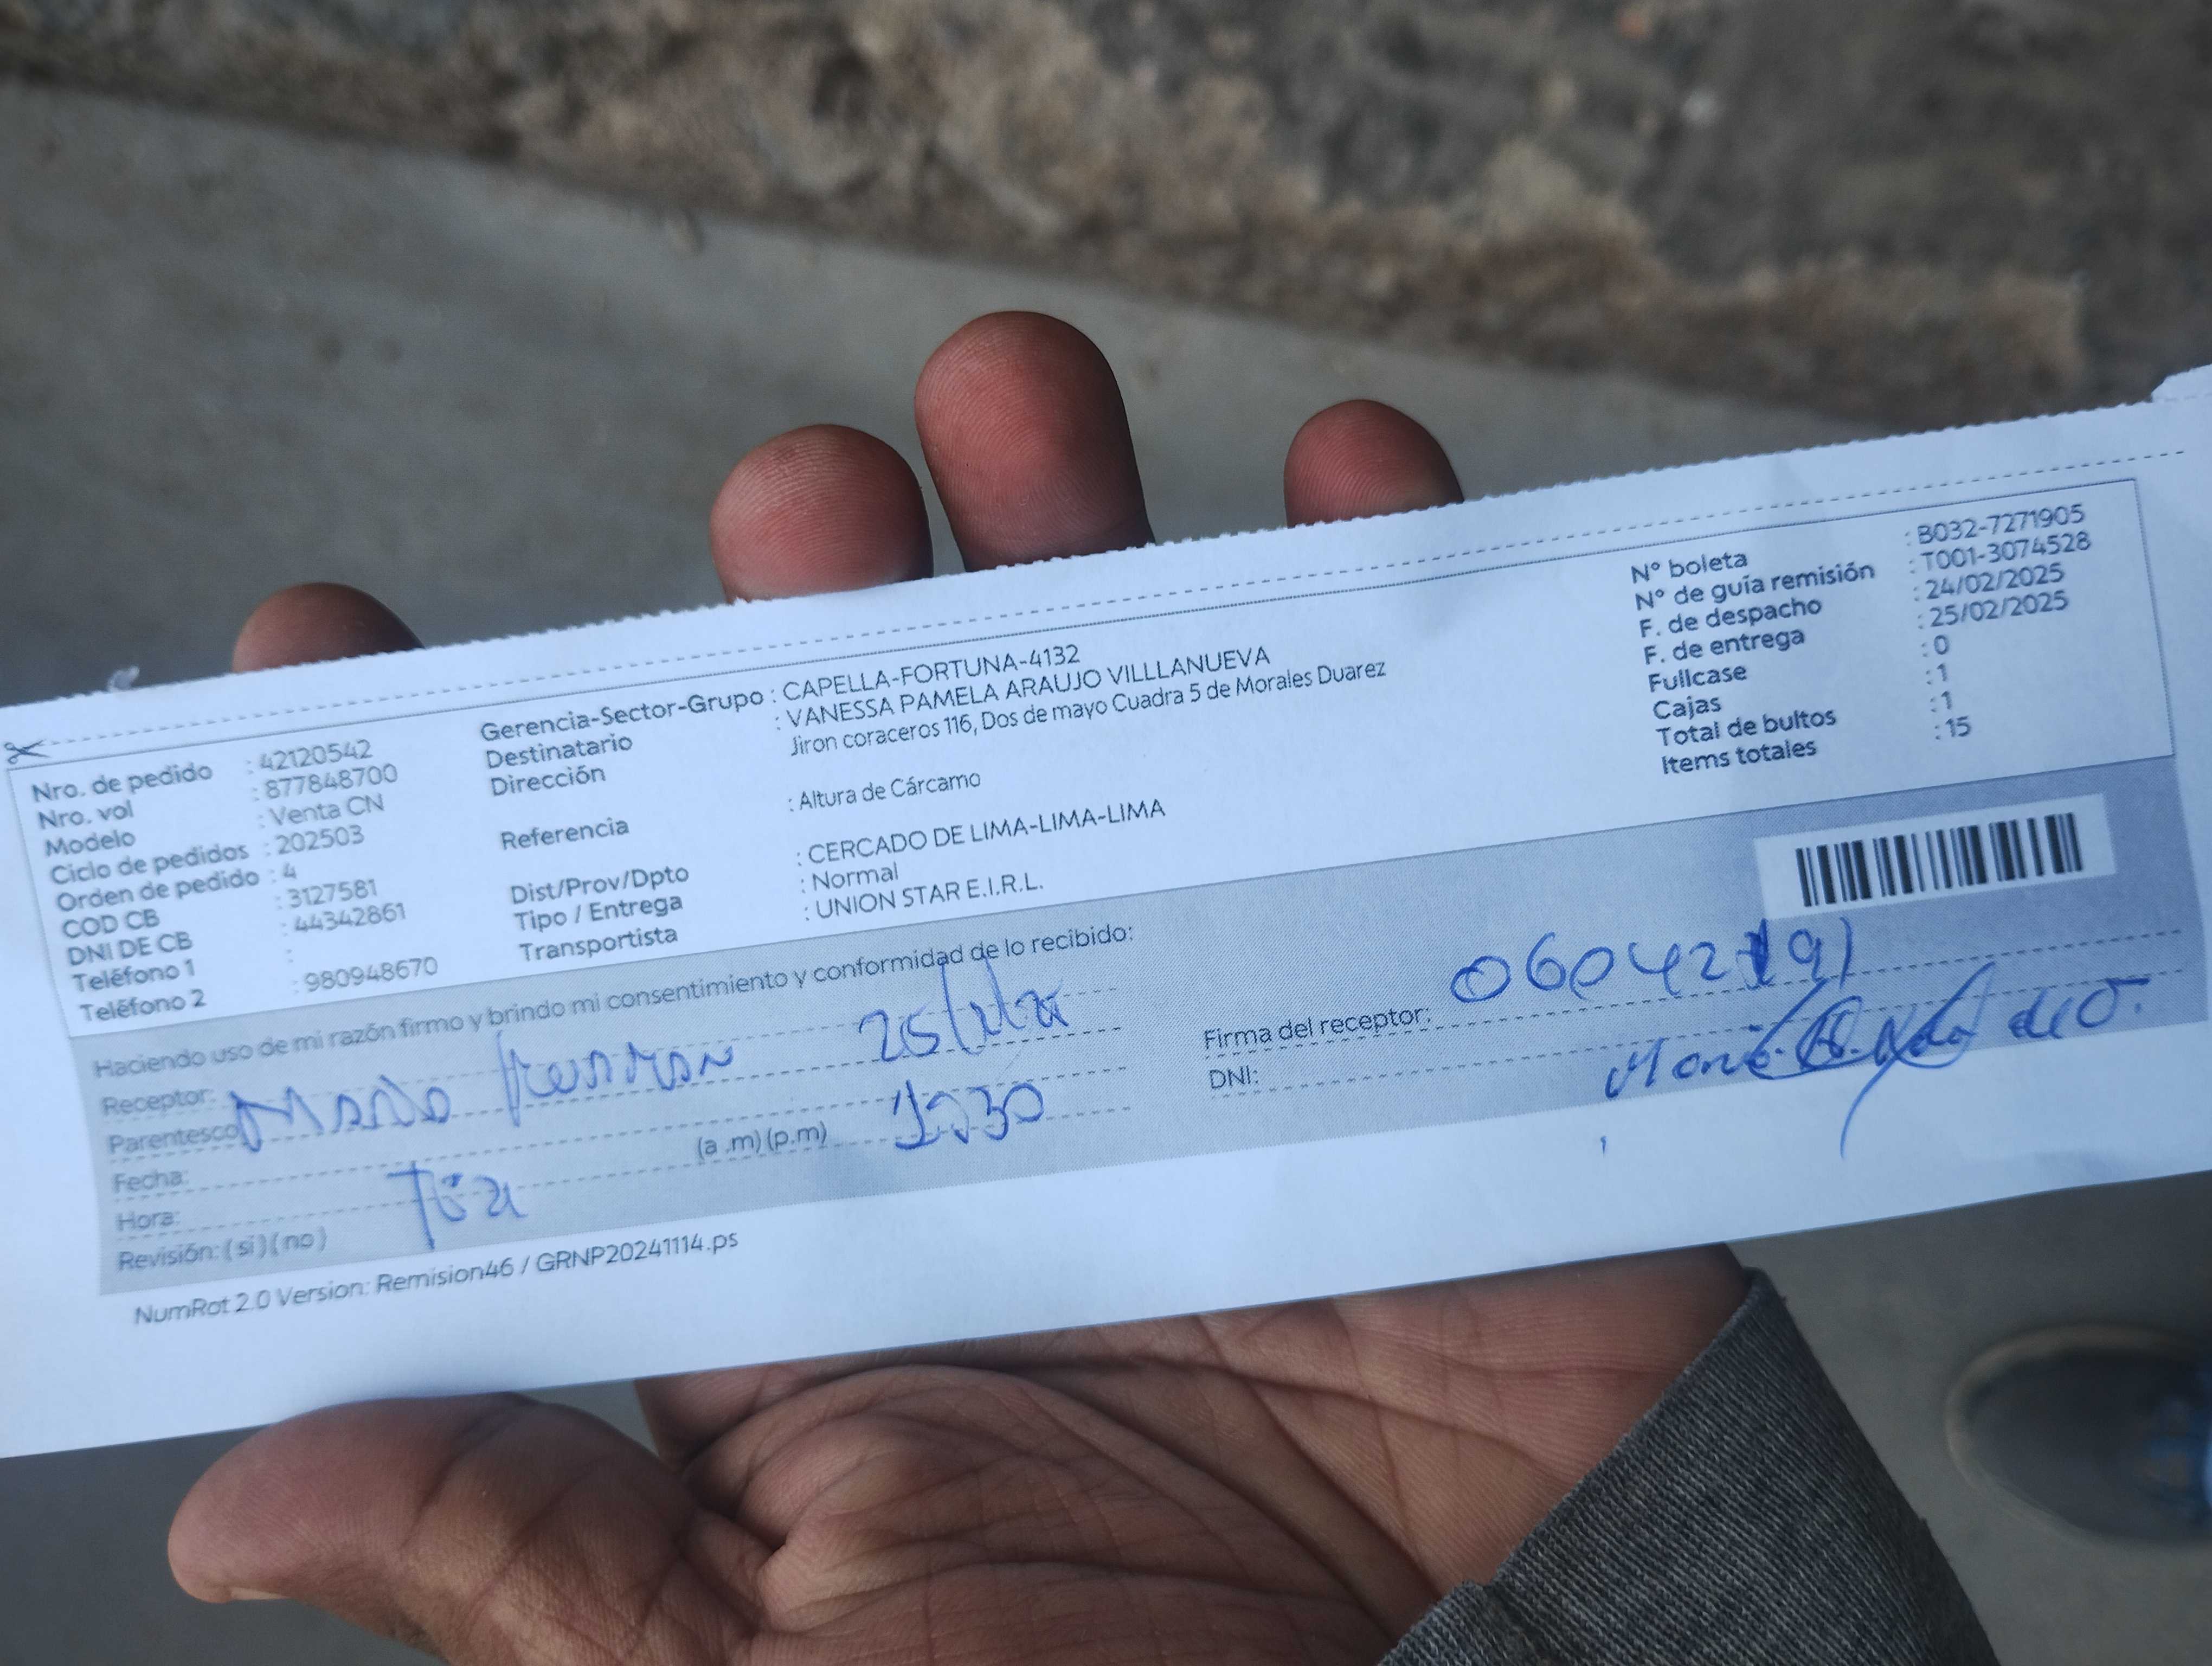 Nro. de pedido : 42120542
Nro. vol : 877848700
Modelo : Venta CN
Ciclo de pedidos : 202503
Orden de pedido : 4
COD CB : 3127581
DNI DE CB : 44342861
Teléfono 1 :
Teléfono 2 : 980948670
Gerencia-Sector-Grupo : CAPELLA-FORTUNA-4132
Destinatario : VANESSA PAMELA ARAUJO VILLLANUEVA
Dirección Jiron coraceros 116, Dos de mayo Cuadra 5 de Morales Duarez
Referencia : Altura de Cárcamo
Dist/Prov/Dpto : CERCADO DE LIMA-LIMA-LIMA
Tipo / Entrega : Normal
Transportista : UNION STAR E.I.R.L.
N° boleta : B032-7271905
N° de guía remisión : T001-3074528
F. de despacho : 24/02/2025
F. de entrega : 25/02/2025
Fullcase : 0
Cajas : 1
Total de bultos : 1
Items totales : 15
Haciendo uso de mi razón firmo y brindo mi consentimiento y conformidad de lo recibido:
Receptor:
Parentesco
Fecha:
Hora: (a .m) (p.m)
Revisión: ( si ) ( no )
Firma del receptor:
DNI:
NumRot 2.0 Version: Remision46 / GRNP20241114.ps